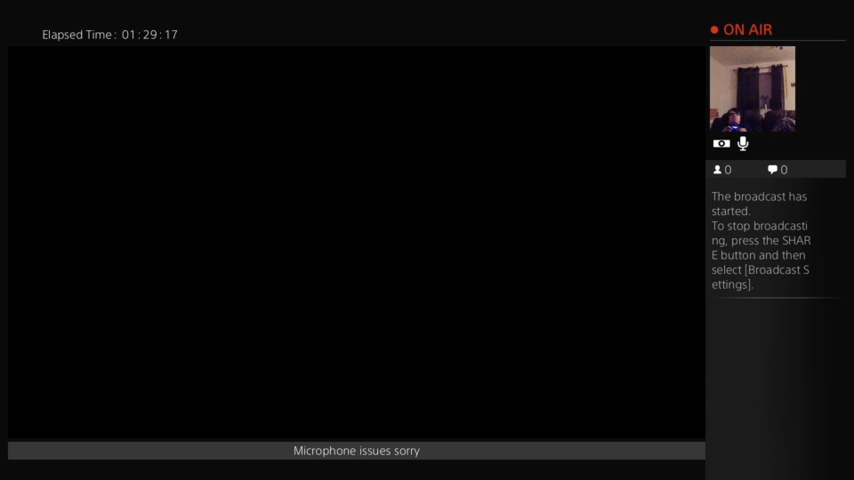 Elapsed Time: 01:29:17
ON AIR
0 0
The broadcast has
started.
To stop broadcasti
ng, press the SHAR
E button and then
select [Broadcast S
ettings].
Microphone issues sorry